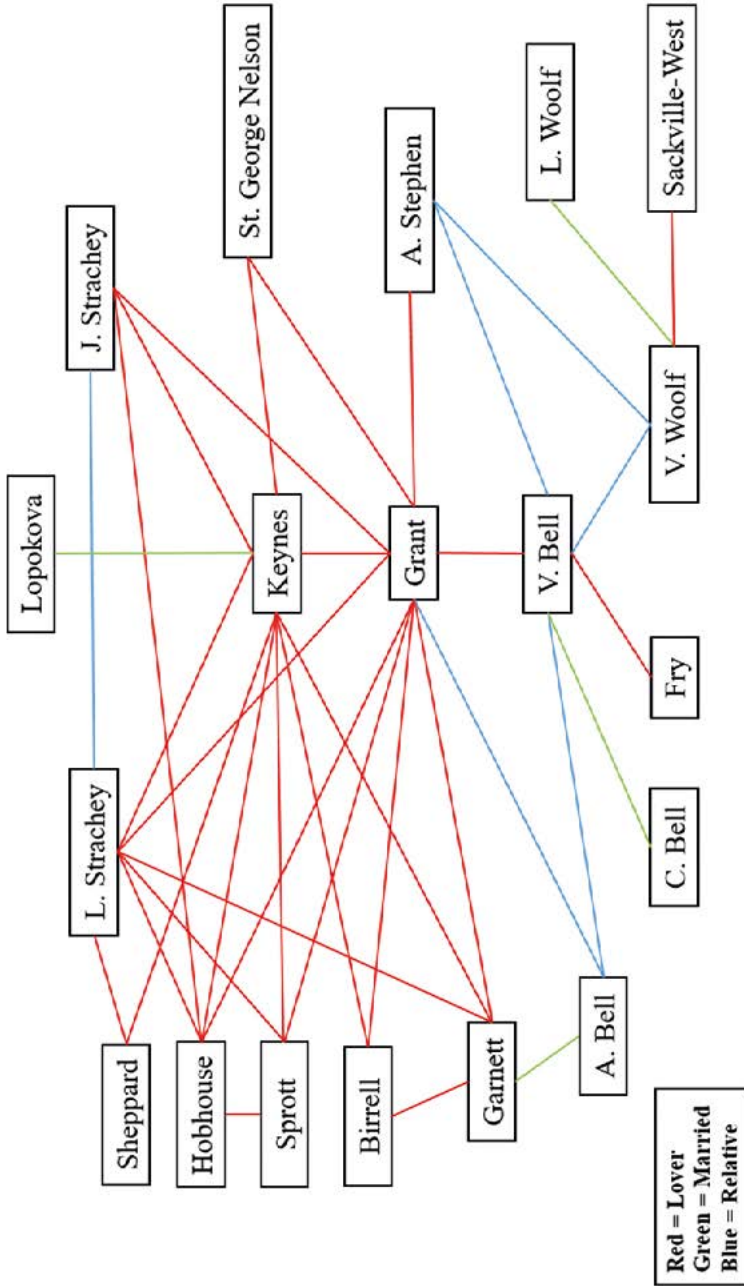 Lopokova
L. Strachey
J. Strachey
Sheppard
Hobhouse
Sprott
Birrell
Garnett
A. Bell
Keynes
St. George Nelson
Grant
A. Stephen
V. Bell
L. Woolf
C. Bell
Fry
V. Woolf
Sackville-West
Red = Lover
Green = Married
Blue = Relative